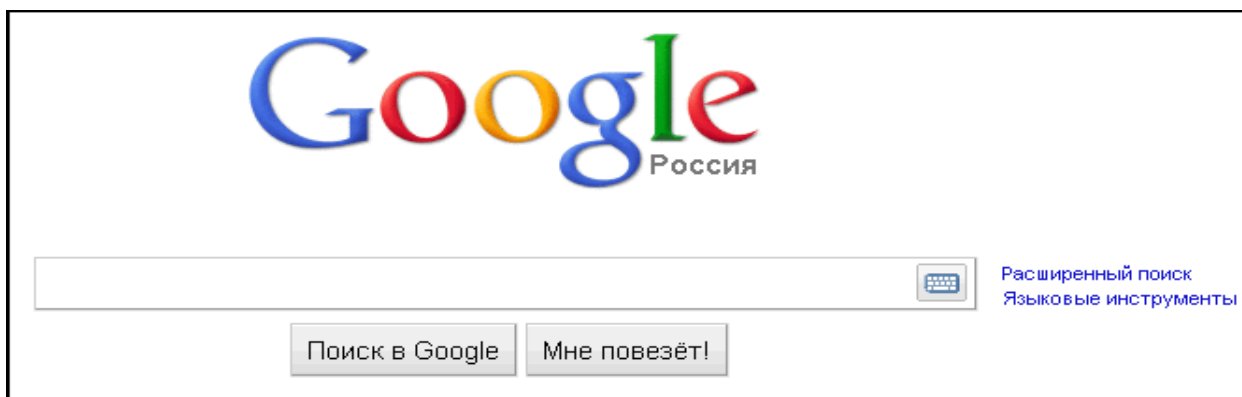 Google
Россия
Расширенный поиск
Языковые инструменты
Поиск в Google
Мне повезёт!